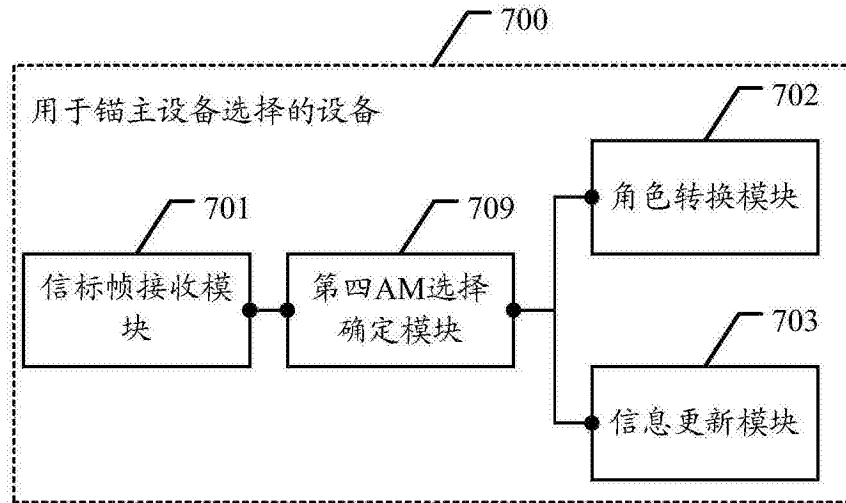 700
用于锚主设备选择的设备
702
角色转换模块
701
信标帧接收模
块
709
第四AM选择
确定模块
703
信息更新模块